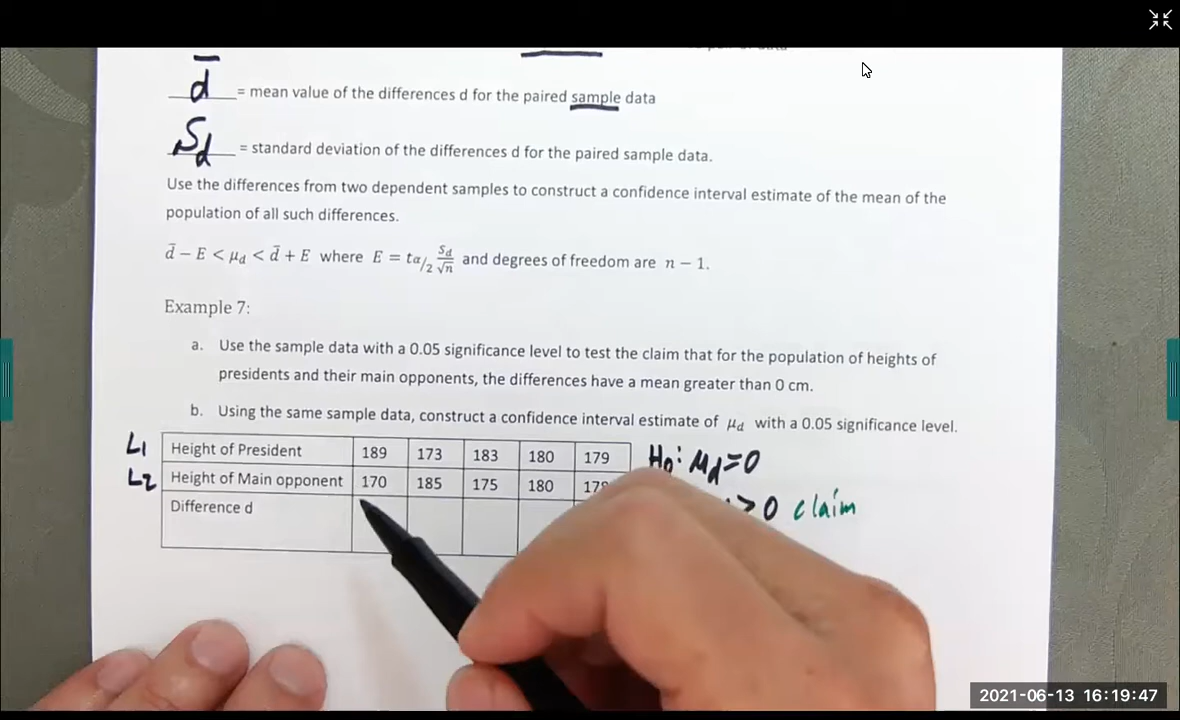 d̄ = mean value of the differences d for the paired sample data
Sd = standard deviation of the differences d for the paired sample data.
Use the differences from two dependent samples to construct a confidence interval estimate of the mean of the
population of all such differences.
d̄ − E < μd < d̄ + E where E = tα/2 Sd/√n and degrees of freedom are n − 1.
Example 7:
a. Use the sample data with a 0.05 significance level to test the claim that for the population of heights of
presidents and their main opponents, the differences have a mean greater than 0 cm.
b. Using the same sample data, construct a confidence interval estimate of μd with a 0.05 significance level.
L1 Height of President 189 173 183 180 179 H0: μd=0
L2 Height of Main opponent 170 185 175 180 178
>0 claim
Difference d
2021-06-13 16:19:47